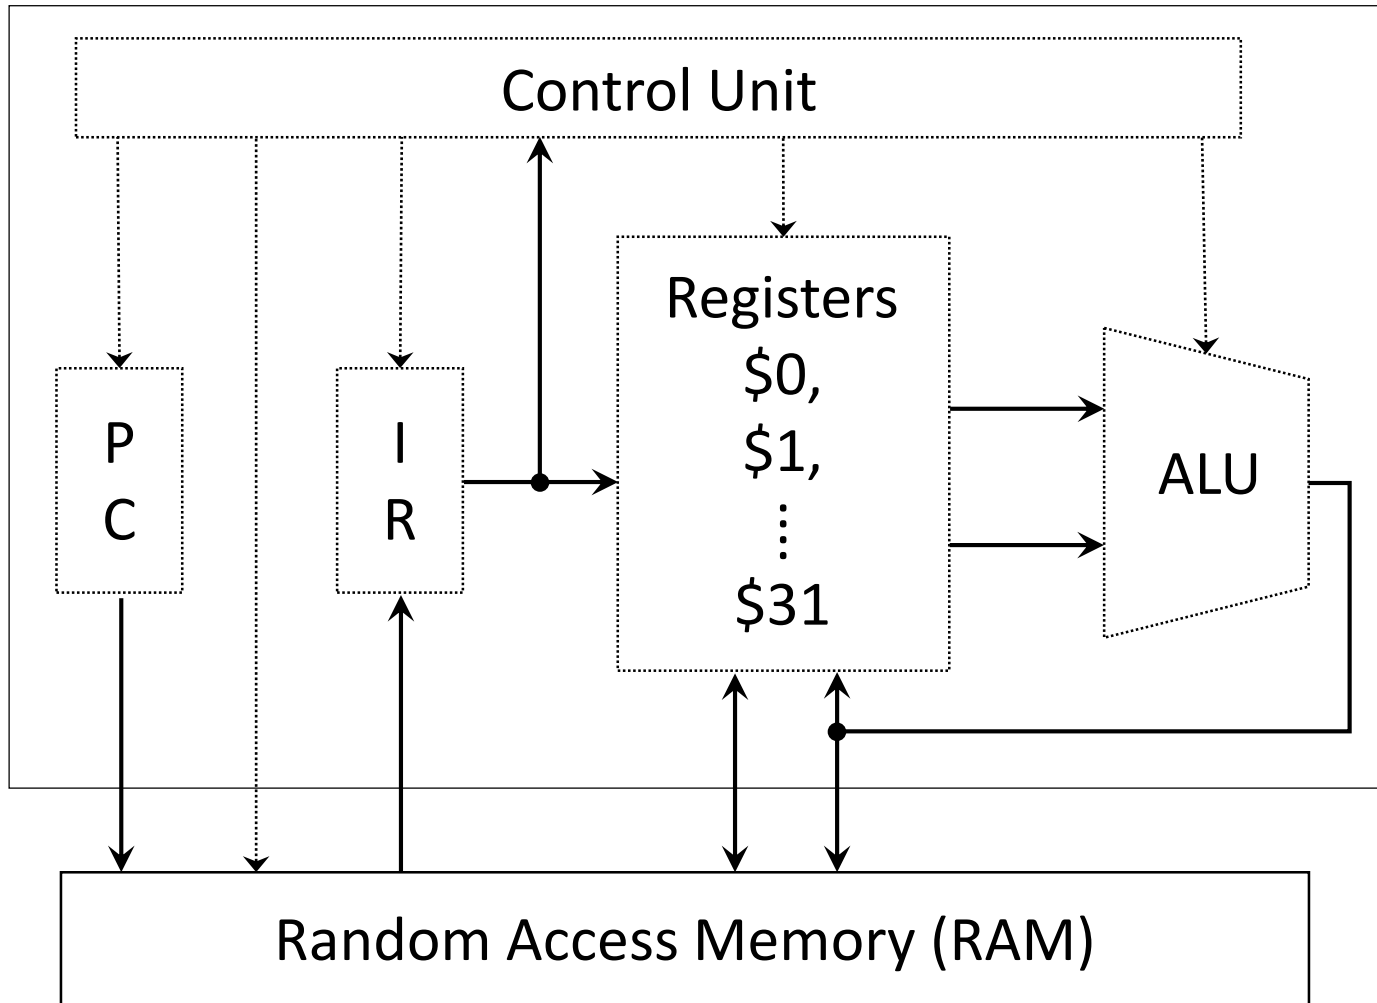 Control Unit
P
C
I
R
Registers
$0,
$1,
$31
ALU
Random Access Memory (RAM)